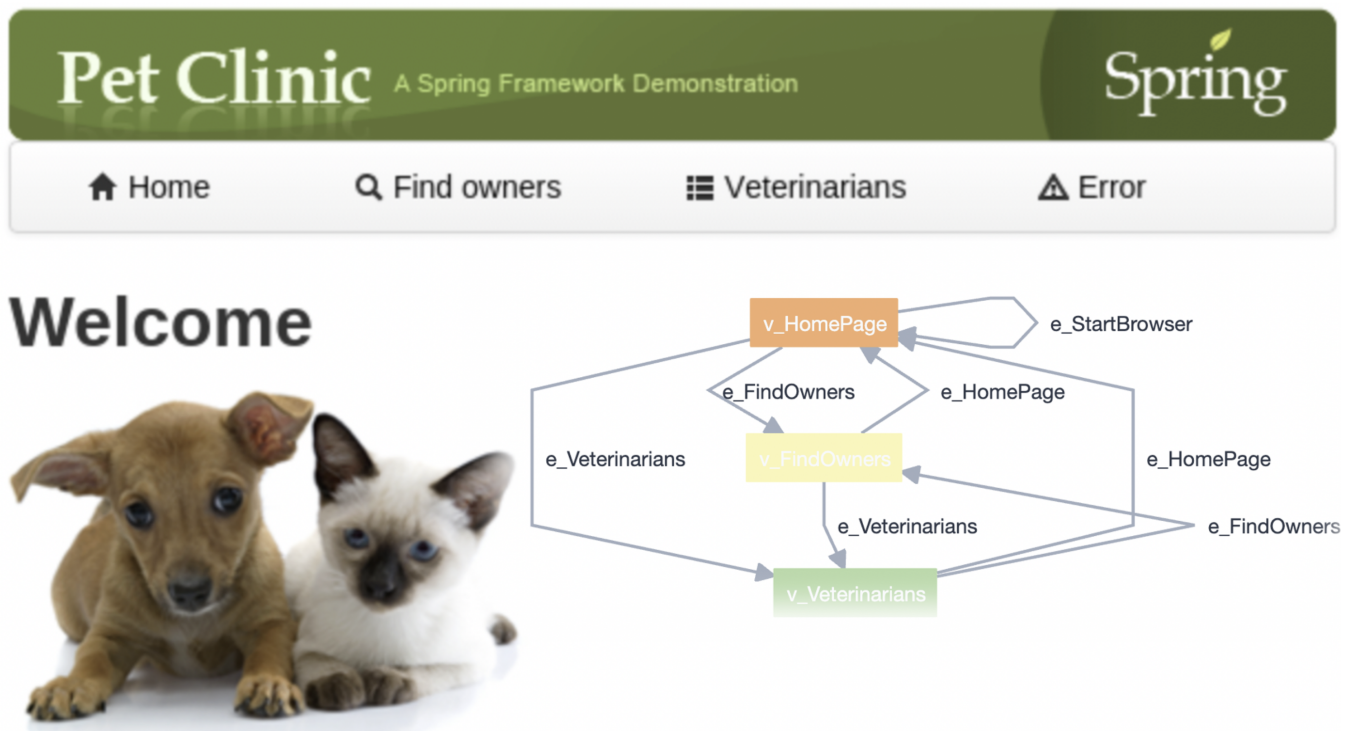 Pet Clinic A Spring Framework Demonstration Spring
Home Find owners Veterinarians Error
Welcome
v_HomePage e_StartBrowser
e_FindOwners e_HomePage
e_Veterinarians v_FindOwners e_HomePage
e_Veterinarians e_FindOwners
v_Veterinarians